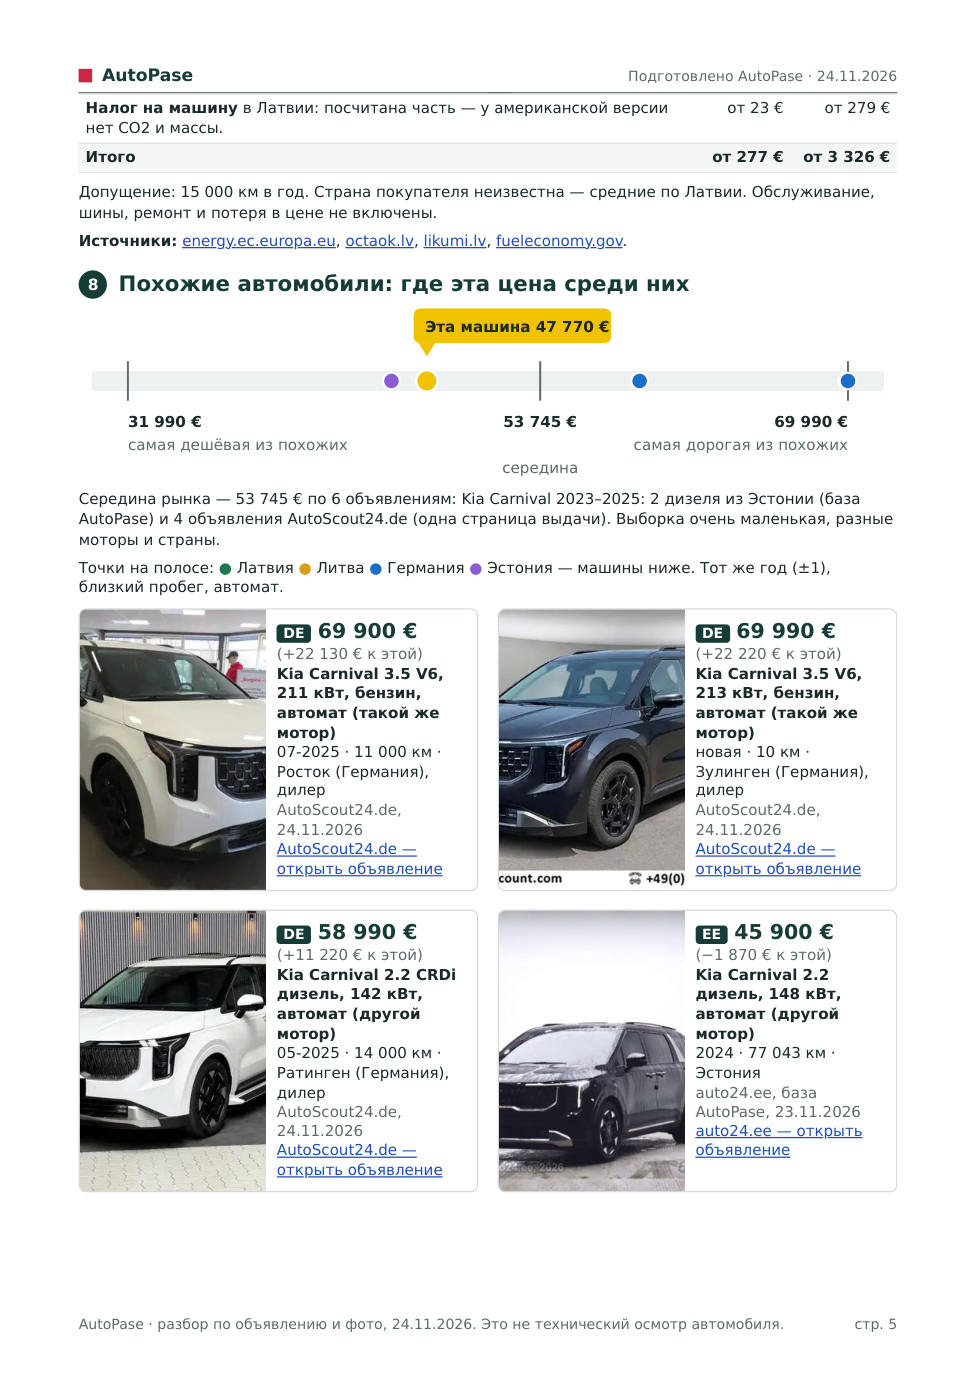 AutoPase
Подготовлено AutoPase · 24.11.2026
Налог на машину в Латвии: посчитана часть — у американской версии нет CO2 и массы. от 23 € от 279 €
Итого от 277 € от 3 326 €
Допущение: 15 000 км в год. Страна покупателя неизвестна — средние по Латвии. Обслуживание,
шины, ремонт и потеря в цене не включены.
Источники: energy.ec.europa.eu, octaok.lv, likumi.lv, fueleconomy.gov.
8 Похожие автомобили: где эта цена среди них
Эта машина 47 770 €
31 990 €
самая дешёвая из похожих
53 745 €
середина
69 990 €
самая дорогая из похожих
Середина рынка — 53 745 € по 6 объявлениям: Kia Carnival 2023–2025: 2 дизеля из Эстонии (база
AutoPase) и 4 объявления AutoScout24.de (одна страница выдачи). Выборка очень маленькая, разные
моторы и страны.
Точки на полосе: Латвия Литва Германия Эстония — машины ниже. Тот же год (±1),
близкий пробег, автомат.
DE 69 900 €
(+22 130 € к этой)
Kia Carnival 3.5 V6,
211 кВт, бензин,
автомат (такой же
мотор)
07-2025 · 11 000 км ·
Росток (Германия),
дилер
AutoScout24.de,
24.11.2026
AutoScout24.de —
открыть объявление
count.com +49(0)
DE 69 990 €
(+22 220 € к этой)
Kia Carnival 3.5 V6,
213 кВт, бензин,
автомат (такой же
мотор)
новая · 10 км ·
Зулинген (Германия),
дилер
AutoScout24.de,
24.11.2026
AutoScout24.de —
открыть объявление
DE 58 990 €
(+11 220 € к этой)
Kia Carnival 2.2 CRDi
дизель, 142 кВт,
автомат (другой
мотор)
05-2025 · 14 000 км ·
Ратинген (Германия),
дилер
AutoScout24.de,
24.11.2026
AutoScout24.de —
открыть объявление
EE 45 900 €
(−1 870 € к этой)
Kia Carnival 2.2
дизель, 148 кВт,
автомат (другой
мотор)
2024 · 77 043 км ·
Эстония
auto24.ee, база
AutoPase, 23.11.2026
auto24.ee — открыть
объявление
AutoPase · разбор по объявлению и фото, 24.11.2026. Это не технический осмотр автомобиля.
стр. 5